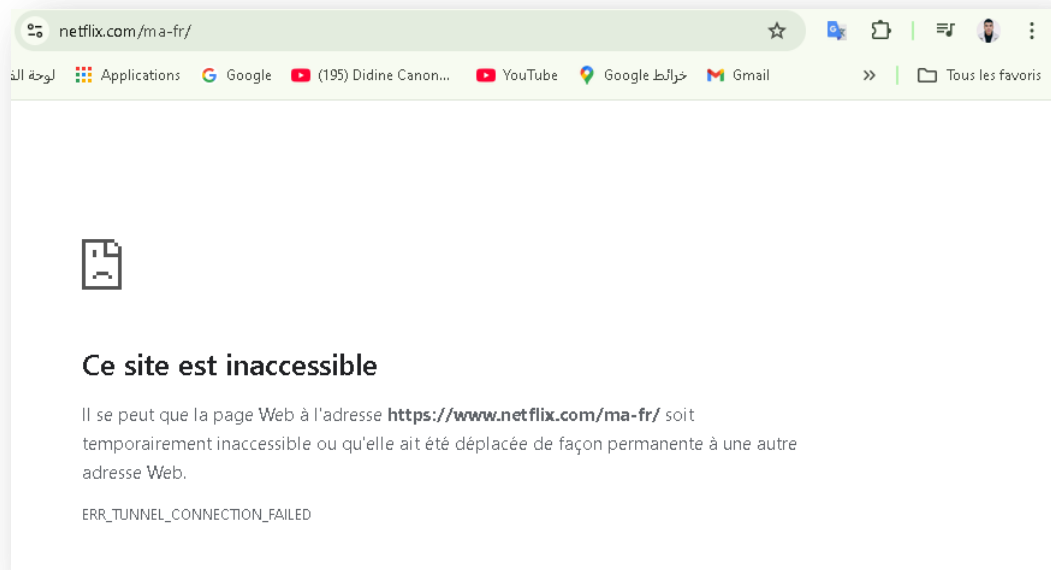 netflix.com/ma-fr/
Applications Google (195) Didine Canon... YouTube خرائط Google Gmail » Tous les favoris
Ce site est inaccessible
Il se peut que la page Web à l'adresse https://www.netflix.com/ma-fr/ soit
temporairement inaccessible ou qu'elle ait été déplacée de façon permanente à une autre
adresse Web.
ERR_TUNNEL_CONNECTION_FAILED